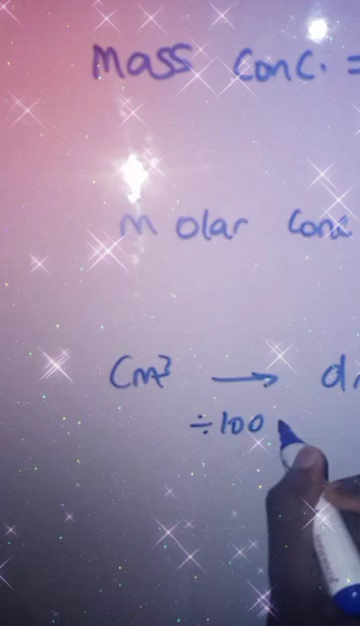 Mass Conc. =
Molar Conc
cm³ → d
÷100